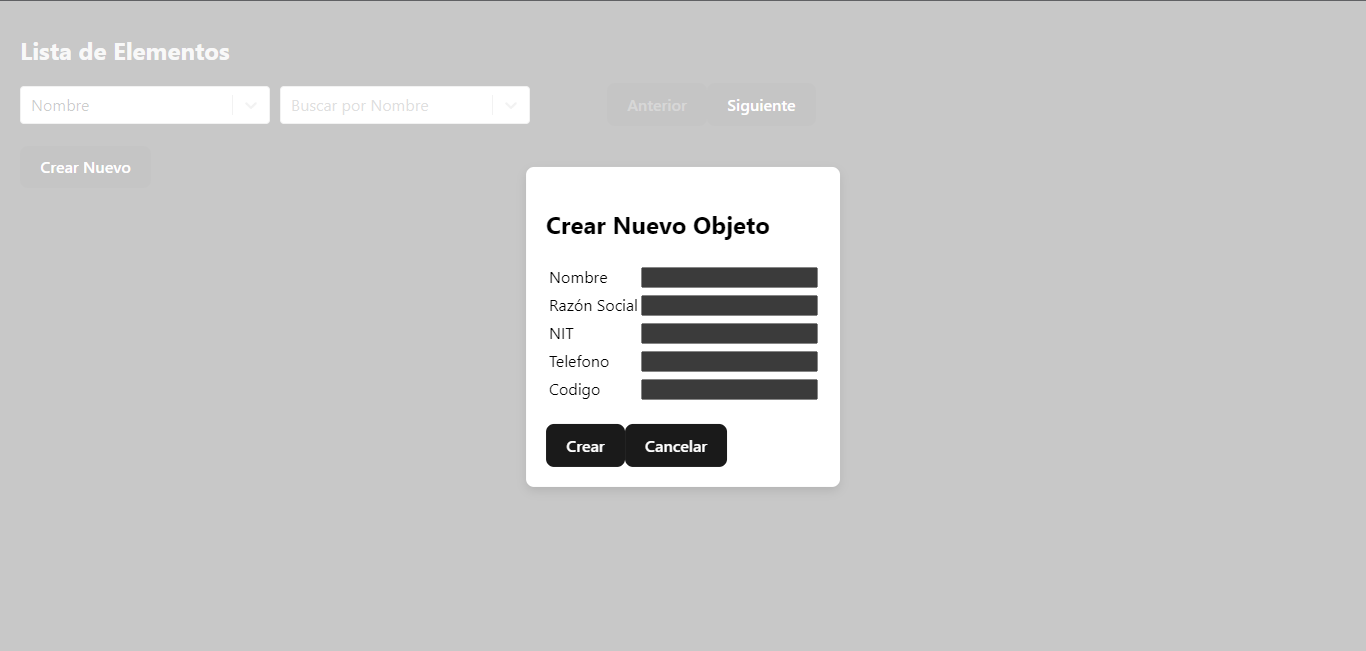 Lista de Elementos
Nombre
Buscar por Nombre
Anterior
Siguiente
Crear Nuevo
Crear Nuevo Objeto
Nombre
Razón Social
NIT
Telefono
Codigo
Crear
Cancelar